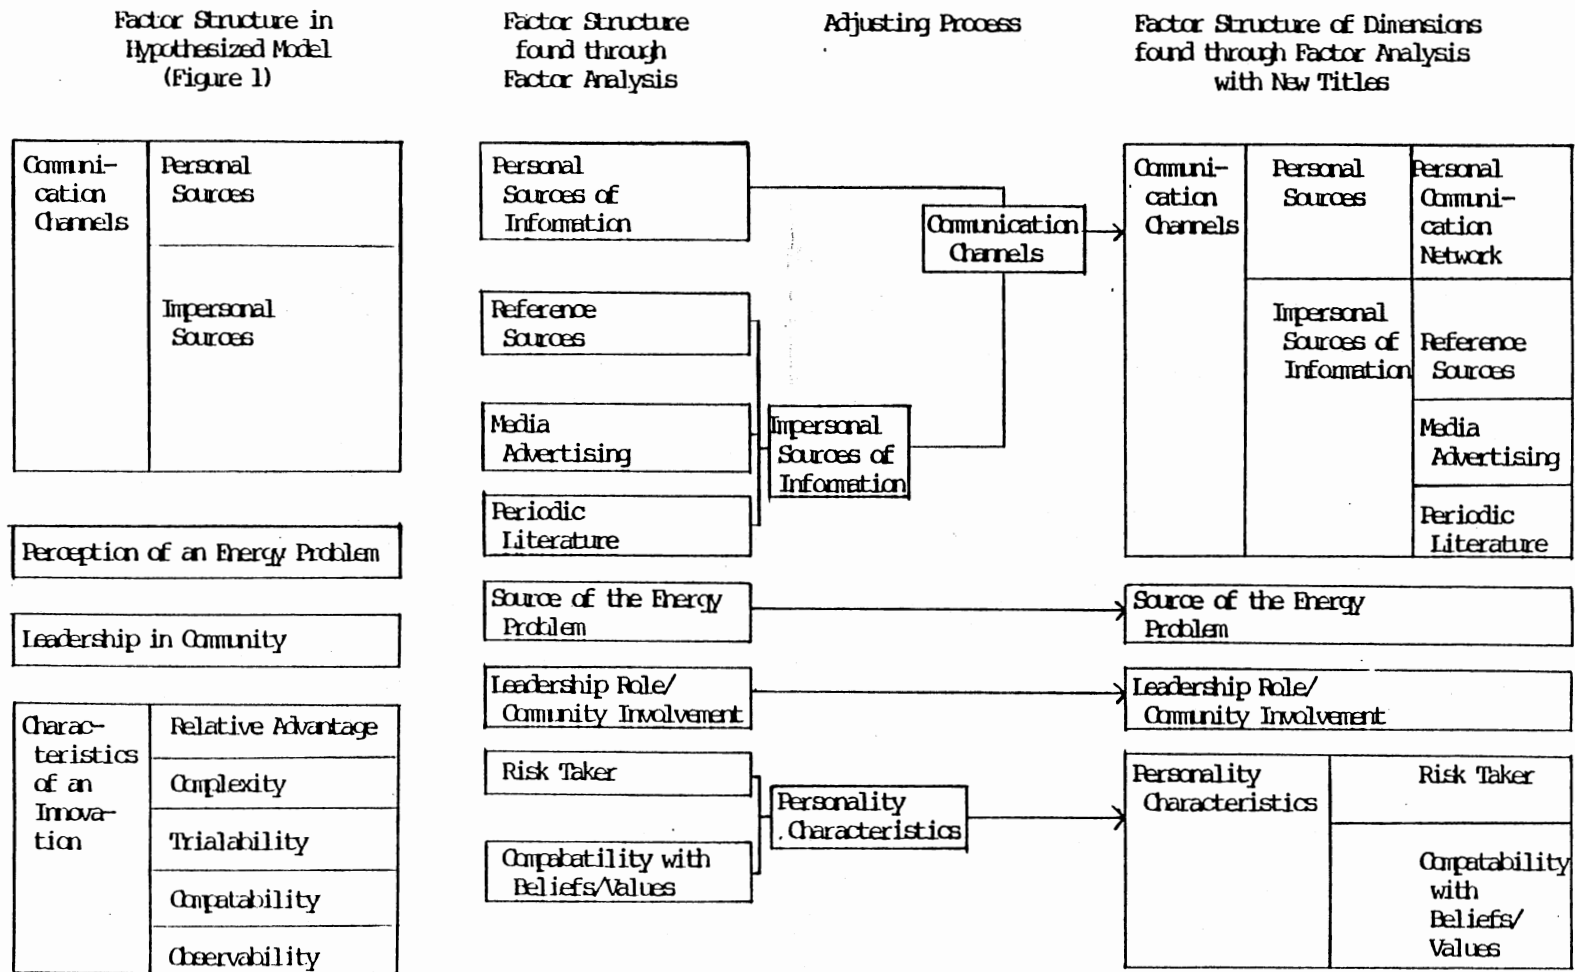 Factor Structure in
Hypothesized Model
(Figure 1)
Factor Structure
found through
Factor Analysis
Adjusting Process
Factor Structure of Dimensions
found through Factor Analysis
with New Titles
Communi-
cation
Channels
Personal
Sources
Impersonal
Sources
Perception of an Energy Problem
Leadership in Community
Charac-
teristics
of an
Innova-
tion
Relative Advantage
Complexity
Trialability
Compatability
Observability
Personal
Sources of
Information
Reference
Sources
Media
Advertising
Periodic
Literature
Source of the Energy
Problem
Leadership Role/
Community Involvement
Risk Taker
Compabatility with
Beliefs/Values
Communication
Channels
Impersonal
Sources of
Information
Personality
Characteristics
Communi-
cation
Channels
Personal
Sources
Personal
Communi-
cation
Network
Impersonal
Sources of
Information
Reference
Sources
Media
Advertising
Periodic
Literature
Source of the Energy
Problem
Leadership Role/
Community Involvement
Personality
Characteristics
Risk Taker
Compatability
with
Beliefs/
Values